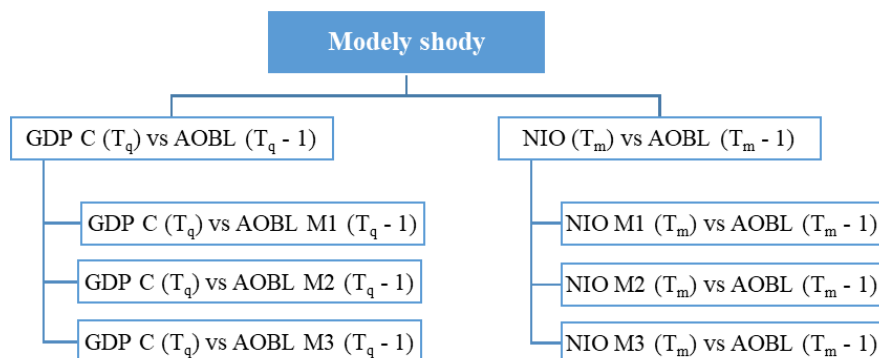 Modely shody
GDP C (Tq) vs AOBL (Tq - 1)
GDP C (Tq) vs AOBL M1 (Tq - 1)
GDP C (Tq) vs AOBL M2 (Tq - 1)
GDP C (Tq) vs AOBL M3 (Tq - 1)
NIO (Tm) vs AOBL (Tm - 1)
NIO M1 (Tm) vs AOBL (Tm - 1)
NIO M2 (Tm) vs AOBL (Tm - 1)
NIO M3 (Tm) vs AOBL (Tm - 1)